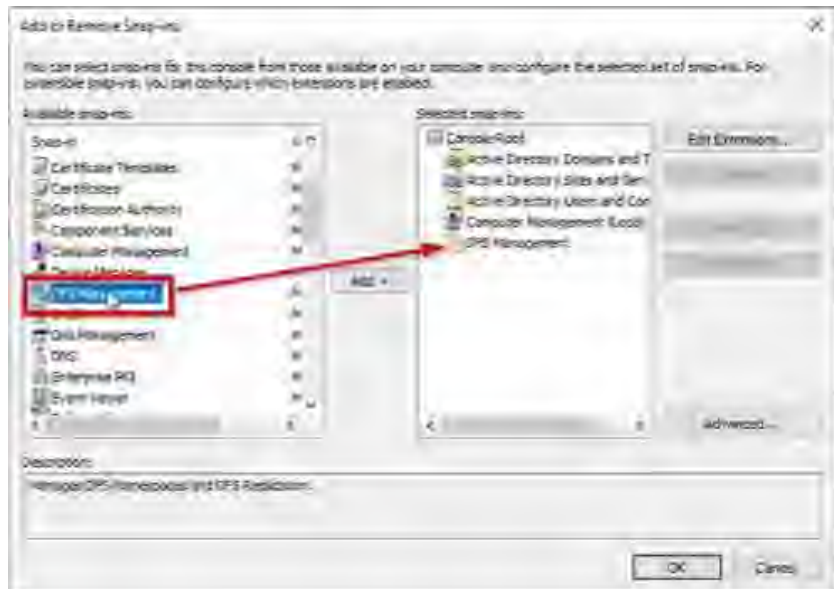 Add or Remove Snap-ins
You can select snap-ins for this console from those available on your computer and configure the selected set of snap-ins. For
extensible snap-ins, you can configure which extensions are enabled.
Available snap-ins:
Selected snap-ins:
Snap-in
Certificate Templates
Certificates
Certification Authority
Component Services
Computer Management
Device Manager
DFS Management
Disk Management
DNS
Enterprise PKI
Event Viewer
Add >
Console Root
Active Directory Domains and T
Active Directory Sites and Ser
Active Directory Users and Con
Computer Management (Local)
DFS Management
Edit Extensions...
Advanced...
Description:
Manages DFS Namespaces and DFS Replication
OK
Cancel